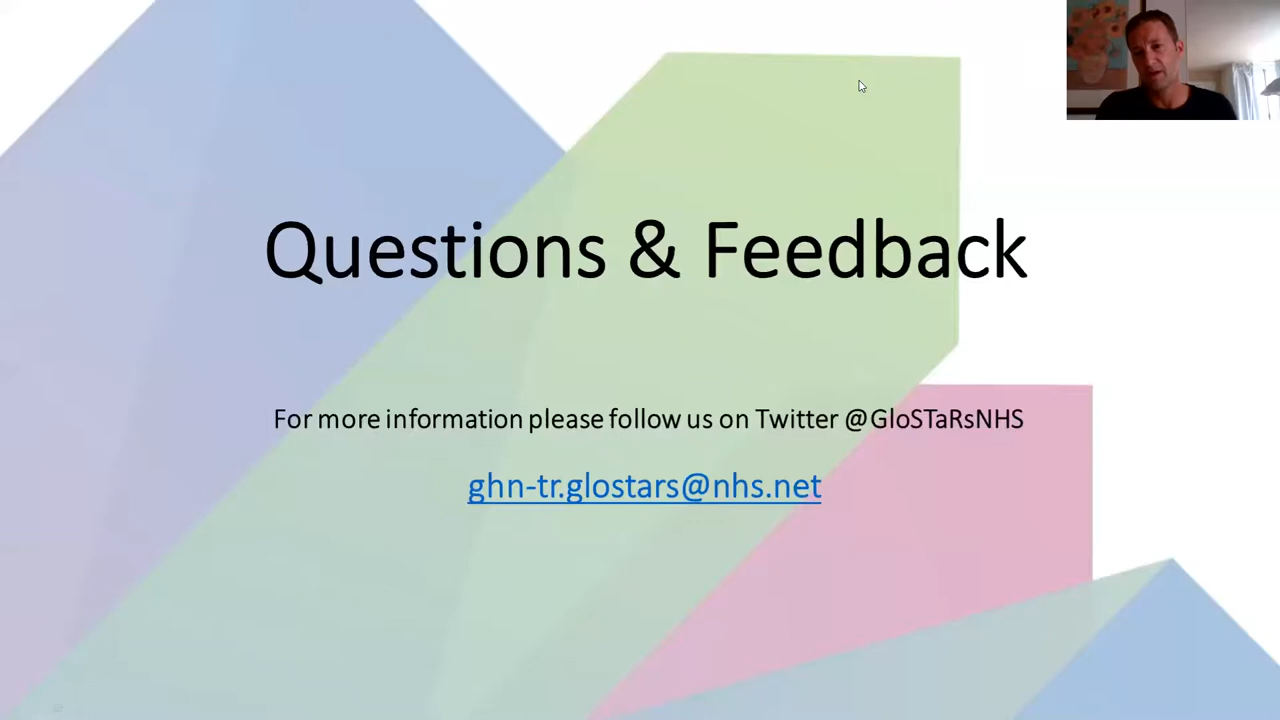 Questions & Feedback
For more information please follow us on Twitter @GloSTaRsNHS
ghn-tr.glostars@nhs.net